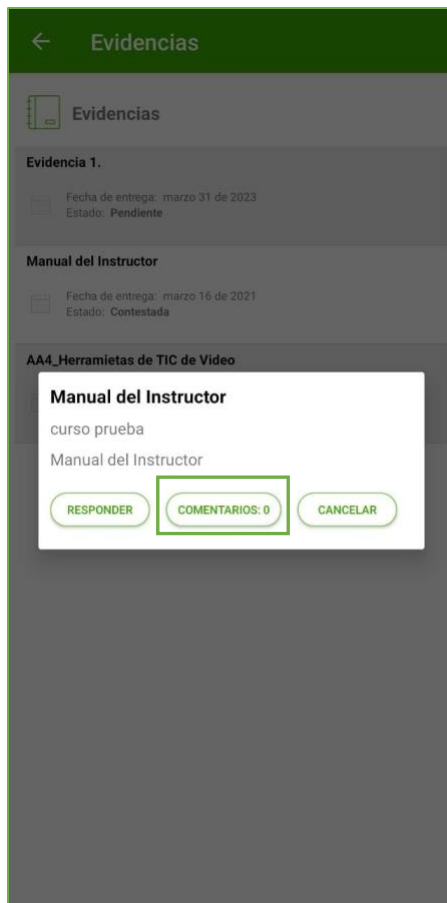 Evidencias
Evidencias
Evidencia 1.
Fecha de entrega: marzo 31 de 2023
Estado: Pendiente
Manual del Instructor
Fecha de entrega: marzo 16 de 2021
Estado: Contestada
AA4_Herramietas de TIC de Video
Manual del Instructor
curso prueba
Manual del Instructor
RESPONDER
COMENTARIOS: 0
CANCELAR